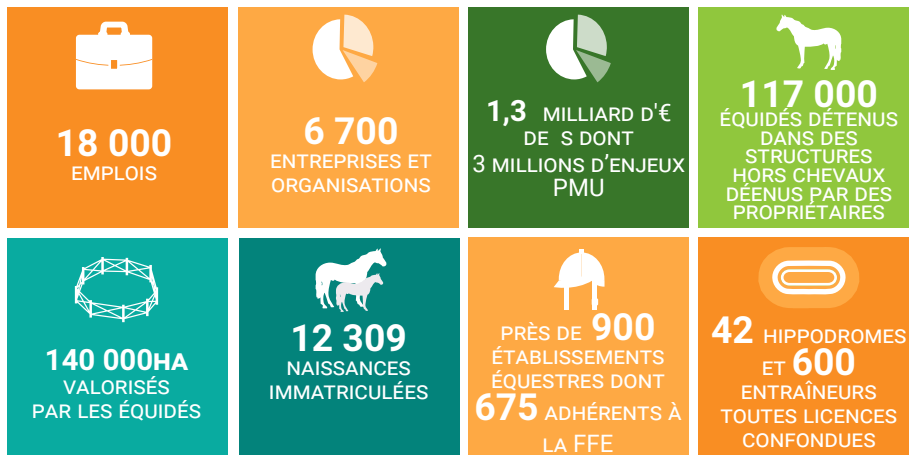 18 000
EMPLOIS
6 700
ENTREPRISES ET
ORGANISATIONS
1,3 MILLIARD D'€
DE S DONT
3 MILLIONS D’ENJEUX
PMU
117 000
ÉQUIDÉS DÉTENUS
DANS DES
STRUCTURES
HORS CHEVAUX
DÉENUS PAR DES
PROPRIÉTAIRES
140 000HA
VALORISÉS
PAR LES ÉQUIDÉS
12 309
NAISSANCES
IMMATRICULÉES
PRÈS DE 900
ÉTABLISSEMENTS
ÉQUESTRES DONT
675 ADHÉRENTS À
LA FFE
42 HIPPODROMES
ET 600
ENTRAÎNEURS
TOUTES LICENCES
CONFONDUES